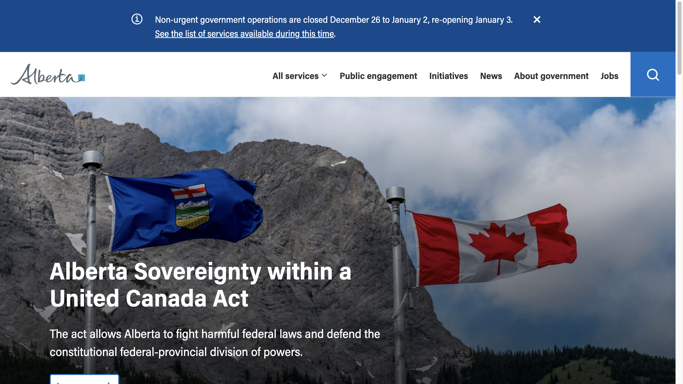 Non-urgent government operations are closed December 26 to January 2, re-opening January 3.
See the list of services available during this time.
Alberta
All services
Public engagement
Initiatives
News
About government
Jobs
Alberta Sovereignty within a
United Canada Act
The act allows Alberta to fight harmful federal laws and defend the
constitutional federal-provincial division of powers.